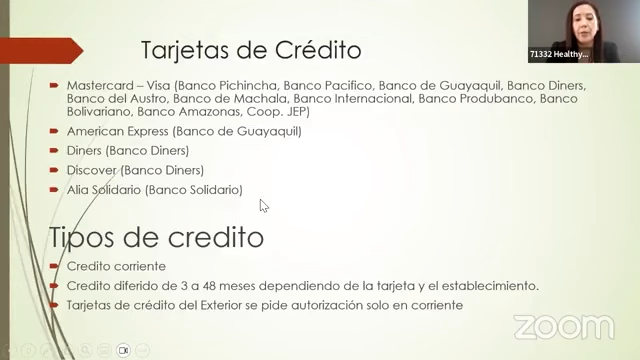 Tarjetas de Crédito
Mastercard – Visa (Banco Pichincha, Banco Pacifico, Banco de Guayaquil, Banco Diners,
Banco del Austro, Banco de Machala, Banco Internacional, Banco Produbanco, Banco
Bolivariano, Banco Amazonas, Coop. JEP)
American Express (Banco de Guayaquil)
Diners (Banco Diners)
Discover (Banco Diners)
Alia Solidario (Banco Solidario)
Tipos de credito
Credito corriente
Credito diferido de 3 a 48 meses dependiendo de la tarjeta y el establecimiento.
Tarjetas de crédito del Exterior se pide autorización solo en corriente
71332 Healthy...
zoom